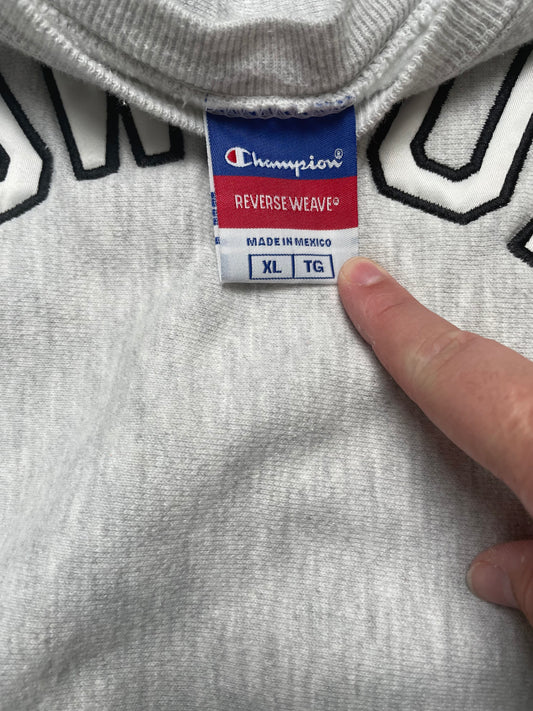 W O
Champion®
REVERSE WEAVE®
MADE IN MEXICO
XL TG